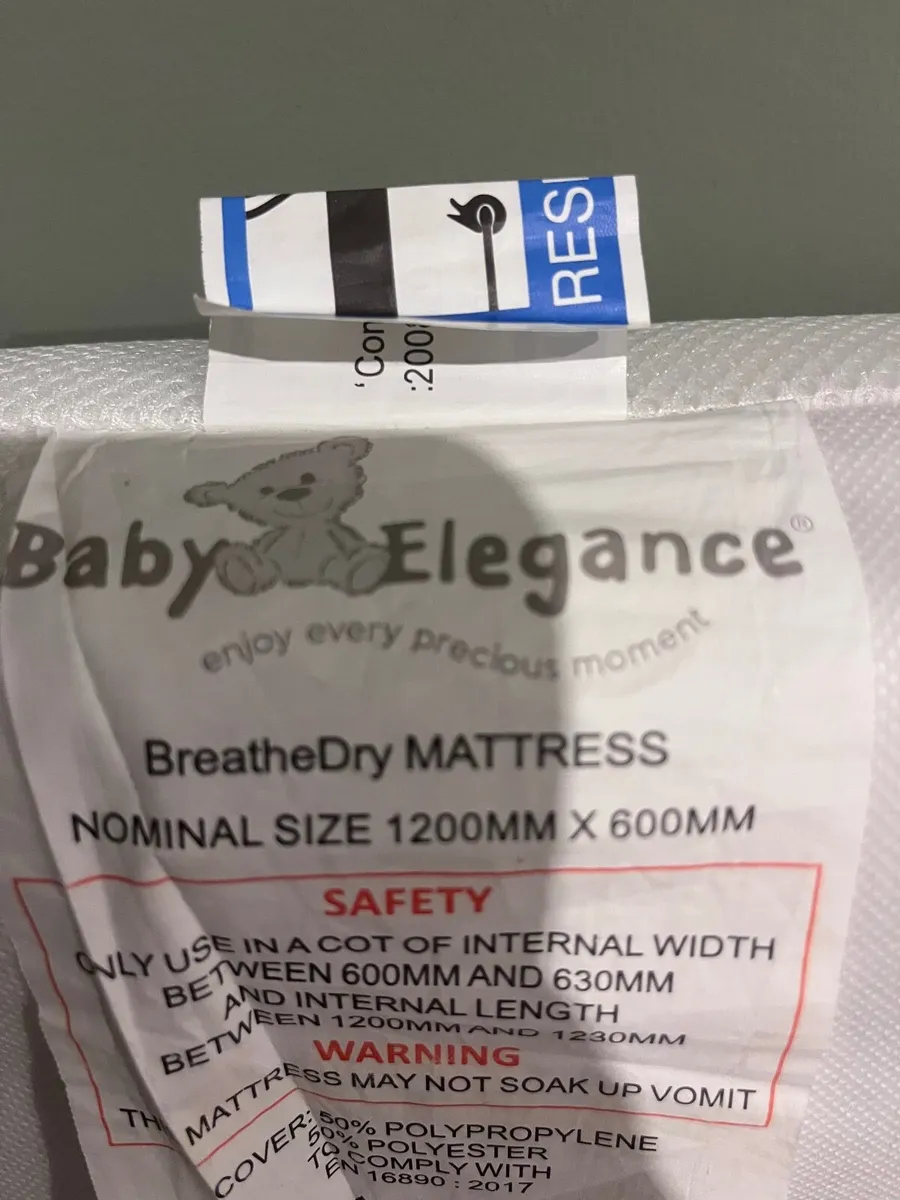 RES
'Con
:200
Baby Elegance®
enjoy every precious moment
BreatheDry MATTRESS
NOMINAL SIZE 1200MM X 600MM
SAFETY
ONLY USE IN A COT OF INTERNAL WIDTH
BETWEEN 600MM AND 630MM
AND INTERNAL LENGTH
BETWEEN 1200MM AND 1230MM
WARNING
MATTRESS MAY NOT SOAK UP VOMIT
COVER: 50% POLYPROPYLENE
50% POLYESTER
TO COMPLY WITH
EN 16890 : 2017